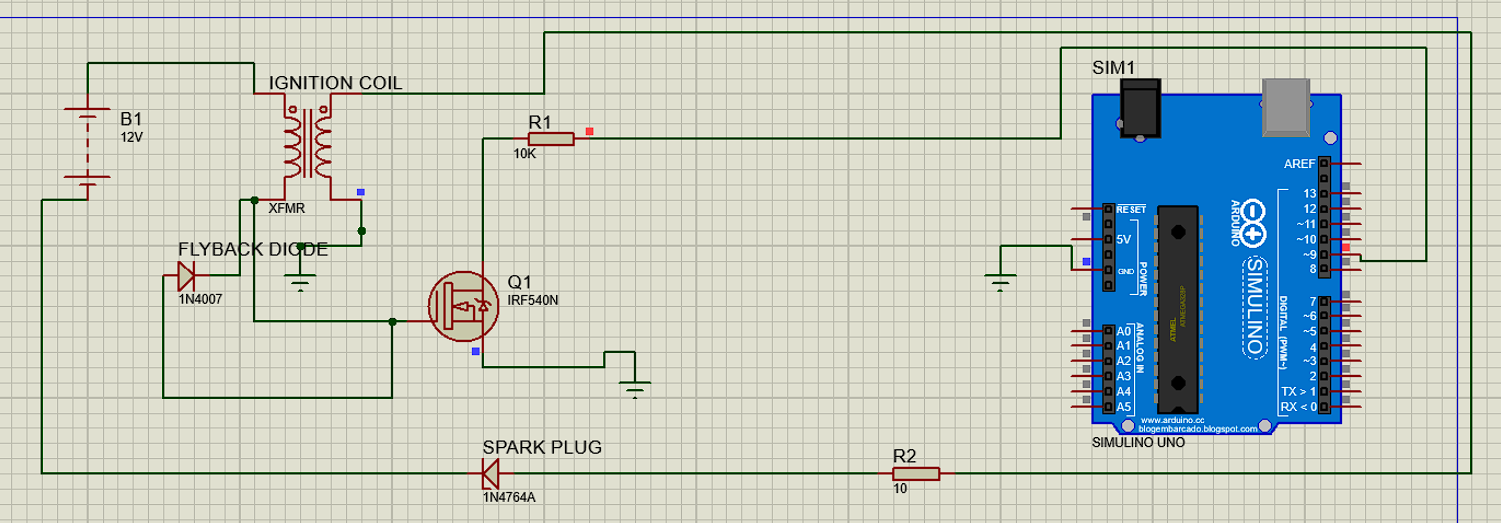 IGNITION COIL
B1
12V
XFMR
FLYBACK DIODE
1N4007
R1
10K
Q1
IRF540N
SPARK PLUG
1N4764A
R2
10
SIM1
AREF
13
12
~11
~10
~9
8
7
~6
~5
4
~3
2
TX > 1
RX < 0
RESET
5V
GND
POWER
A0
A1
A2
A3
A4
A5
ANALOG IN
ATMEL
ATMEGA328P
ARDUINO
SIMULINO
DIGITAL (PWM~)
www.arduino.cc
blogembarcado.blogspot.com
SIMULINO UNO